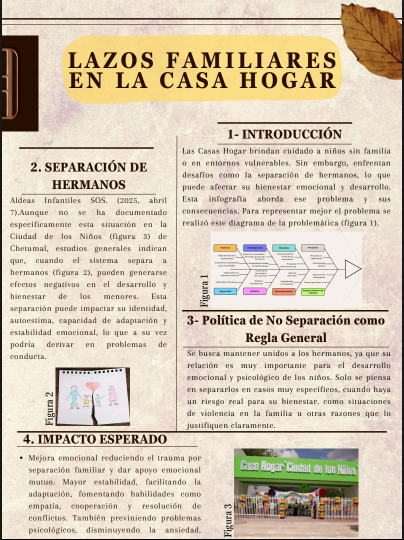 LAZOS FAMILIARES
EN LA CASA HOGAR
1- INTRODUCCIÓN
Las Casas Hogar brindan cuidado a niños sin familia
o en entornos vulnerables. Sin embargo, enfrentan
desafíos como la separación de hermanos, lo que
puede afectar su bienestar emocional y desarrollo.
Esta infografía aborda ese problema y sus
consecuencias. Para representar mejor el problema se
realizó este diagrama de la problemática (figura 1).
Figura 1
2. SEPARACIÓN DE
HERMANOS
Aldeas Infantiles SOS. (2025, abril
7).Aunque no se ha documentado
específicamente esta situación en la
Ciudad de los Niños (figura 3) de
Chetumal, estudios generales indican
que, cuando el sistema separa a
hermanos (figura 2), pueden generarse
efectos negativos en el desarrollo y
bienestar de los menores. Esta
separación puede impactar su identidad,
autoestima, capacidad de adaptación y
estabilidad emocional, lo que a su vez
podría derivar en problemas de
conducta.
Figura 2
3- Política de No Separación como
Regla General
Se busca mantener unidos a los hermanos, ya que su
relación es muy importante para el desarrollo
emocional y psicológico de los niños. Solo se piensa
en separarlos en casos muy específicos, cuando haya
un riesgo real para su bienestar, como situaciones
de violencia en la familia u otras razones que lo
justifiquen claramente.
4. IMPACTO ESPERADO
• Mejora emocional reduciendo el trauma por
separación familiar y dar apoyo emocional
mutuo. Mayor estabilidad, facilitando la
adaptación, fomentando habilidades como
empatía, cooperación y resolución de
conflictos. También previniendo problemas
psicológicos, disminuyendo la ansiedad,
Figura 3
Casa Hogar Ciudad de los Niños